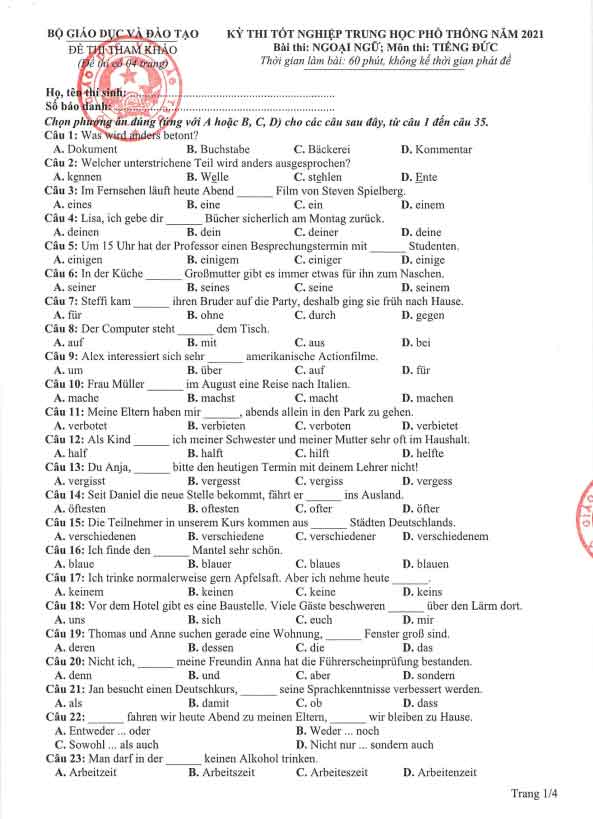 BỘ GIÁO DỤC VÀ ĐÀO TẠO
ĐỀ THI THAM KHẢO
(Đề thi có 04 trang)
KỲ THI TỐT NGHIỆP TRUNG HỌC PHỔ THÔNG NĂM 2021
Bài thi: NGOẠI NGỮ; Môn thi: TIẾNG ĐỨC
Thời gian làm bài: 60 phút, không kể thời gian phát đề
Họ, tên thí sinh:
Số báo danh:
Chọn phương án đúng (ứng với A hoặc B, C, D) cho các câu sau đây, từ câu 1 đến câu 35.
Câu 1: Was wird anders betont?
A. Dokument B. Buchstabe C. Bäckerei D. Kommentar
Câu 2: Welcher unterstrichene Teil wird anders ausgesprochen?
A. kennen B. Welle C. stehlen D. Ente
Câu 3: Im Fernsehen läuft heute Abend ______ Film von Steven Spielberg.
A. eines B. eine C. ein D. einem
Câu 4: Lisa, ich gebe dir ______ Bücher sicherlich am Montag zurück.
A. deinen B. dein C. deiner D. deine
Câu 5: Um 15 Uhr hat der Professor einen Besprechungstermin mit ______ Studenten.
A. einigen B. einigem C. einiger D. einige
Câu 6: In der Küche ______ Großmutter gibt es immer etwas für ihn zum Naschen.
A. seiner B. seines C. seine D. seinem
Câu 7: Steffi kam ______ ihren Bruder auf die Party, deshalb ging sie früh nach Hause.
A. für B. ohne C. durch D. gegen
Câu 8: Der Computer steht ______ dem Tisch.
A. auf B. mit C. aus D. bei
Câu 9: Alex interessiert sich sehr ______ amerikanische Actionfilme.
A. um B. über C. auf D. für
Câu 10: Frau Müller ______ im August eine Reise nach Italien.
A. mache B. machst C. macht D. machen
Câu 11: Meine Eltern haben mir ______, abends allein in den Park zu gehen.
A. verbotet B. verbieten C. verboten D. verbietet
Câu 12: Als Kind ______ ich meiner Schwester und meiner Mutter sehr oft im Haushalt.
A. half B. halft C. hilft D. helfte
Câu 13: Du Anja, ______ bitte den heutigen Termin mit deinem Lehrer nicht!
A. vergisst B. vergesst C. vergiss D. vergess
Câu 14: Seit Daniel die neue Stelle bekommt, fährt er ______ ins Ausland.
A. öftesten B. oftesten C. ofter D. öfter
Câu 15: Die Teilnehmer in unserem Kurs kommen aus ______ Städten Deutschlands.
A. verschiedenen B. verschiedene C. verschiedener D. verschiedenem
Câu 16: Ich finde den ______ Mantel sehr schön.
A. blaue B. blauer C. blaues D. blauen
Câu 17: Ich trinke normalerweise gern Apfelsaft. Aber ich nehme heute ______.
A. keinem B. keinen C. keine D. keins
Câu 18: Vor dem Hotel gibt es eine Baustelle. Viele Gäste beschweren ______ über den Lärm dort.
A. uns B. sich C. euch D. mir
Câu 19: Thomas und Anne suchen gerade eine Wohnung, ______ Fenster groß sind.
A. deren B. dessen C. die D. das
Câu 20: Nicht ich, ______ meine Freundin Anna hat die Führerscheinprüfung bestanden.
A. denn B. und C. aber D. sondern
Câu 21: Jan besucht einen Deutschkurs, ______ seine Sprachkenntnisse verbessert werden.
A. als B. damit C. ob D. dass
Câu 22: ______ fahren wir heute Abend zu meinen Eltern, ______ wir bleiben zu Hause.
A. Entweder ... oder B. Weder ... noch
C. Sowohl ... als auch D. Nicht nur ... sondern auch
Câu 23: Man darf in der ______ keinen Alkohol trinken.
A. Arbeitzeit B. Arbeitszeit C. Arbeiteszeit D. Arbeitenzeit
Trang 1/4